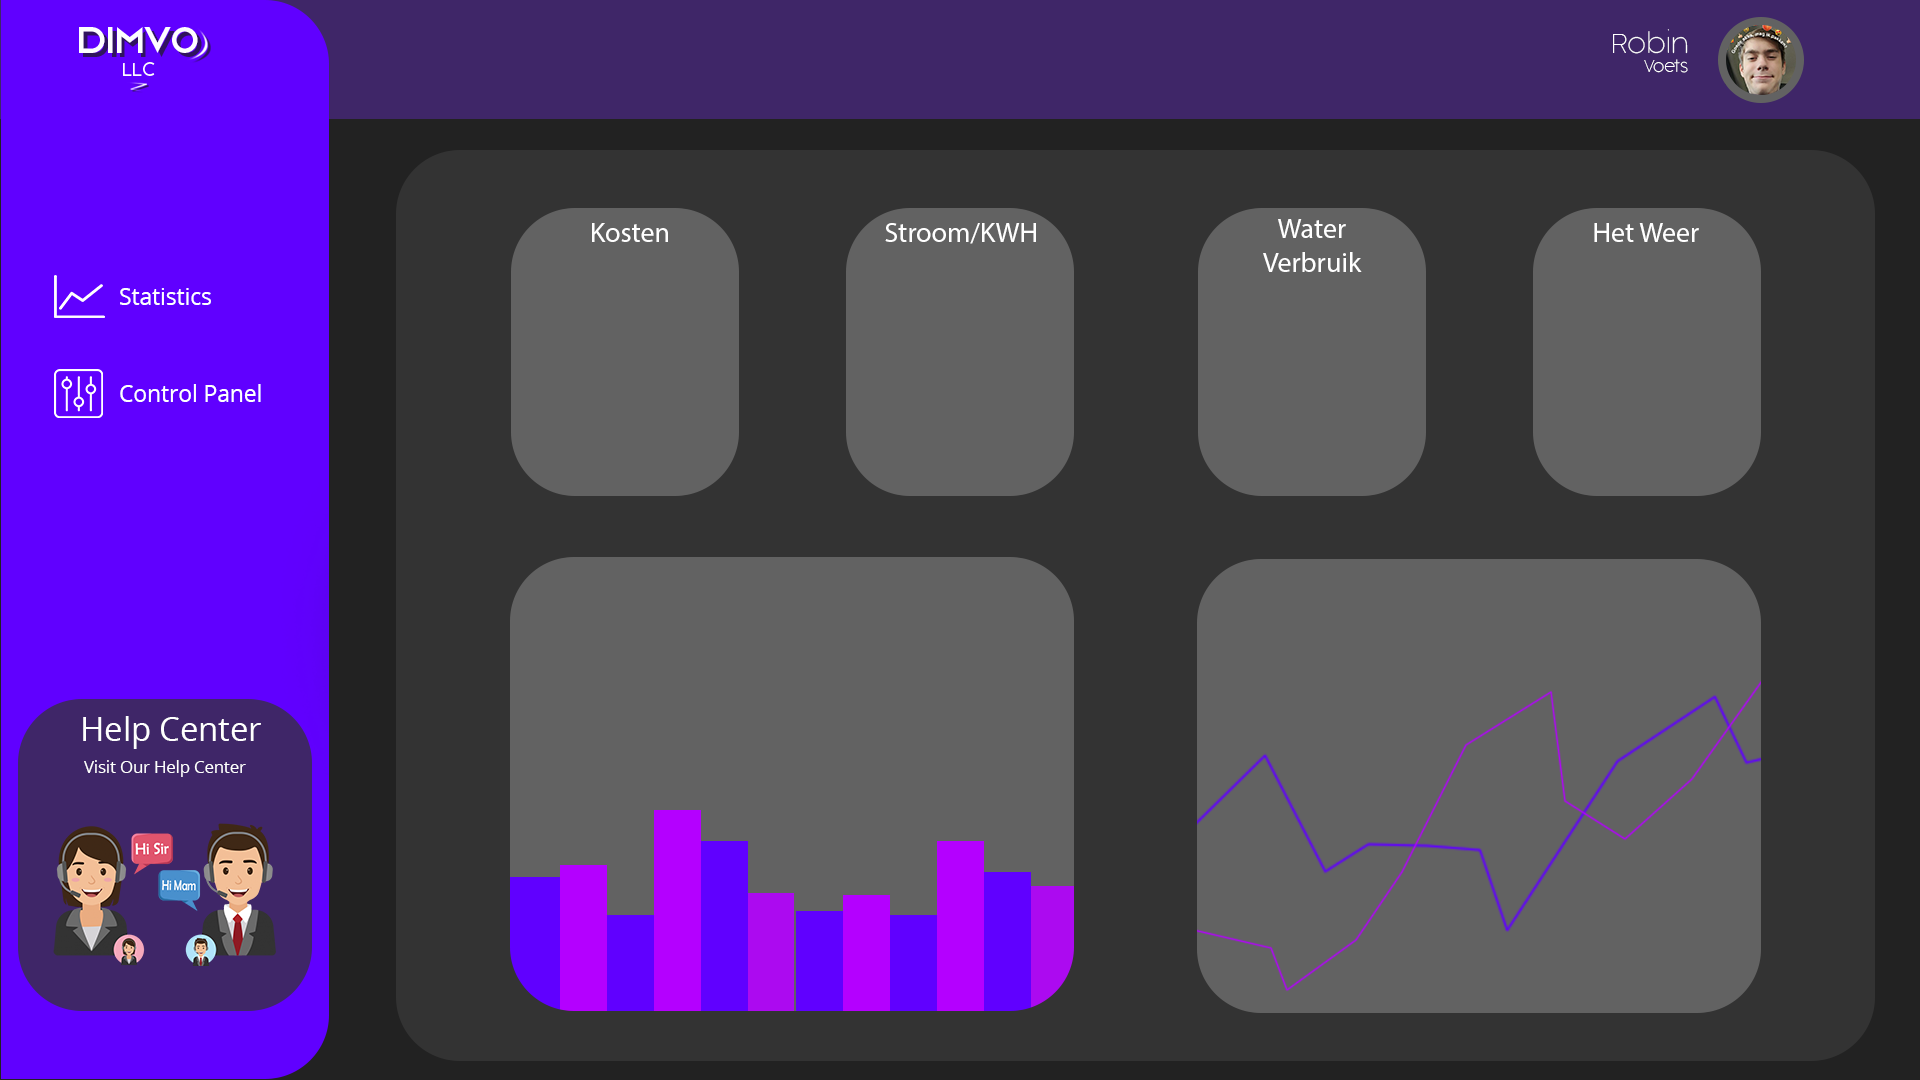 DIMVO
LLC
Robin
Voets
Statistics
Control Panel
Kosten
Stroom/KWH
Water
Verbruik
Het Weer
Help Center
Visit Our Help Center
Hi Sir
Hi Mam